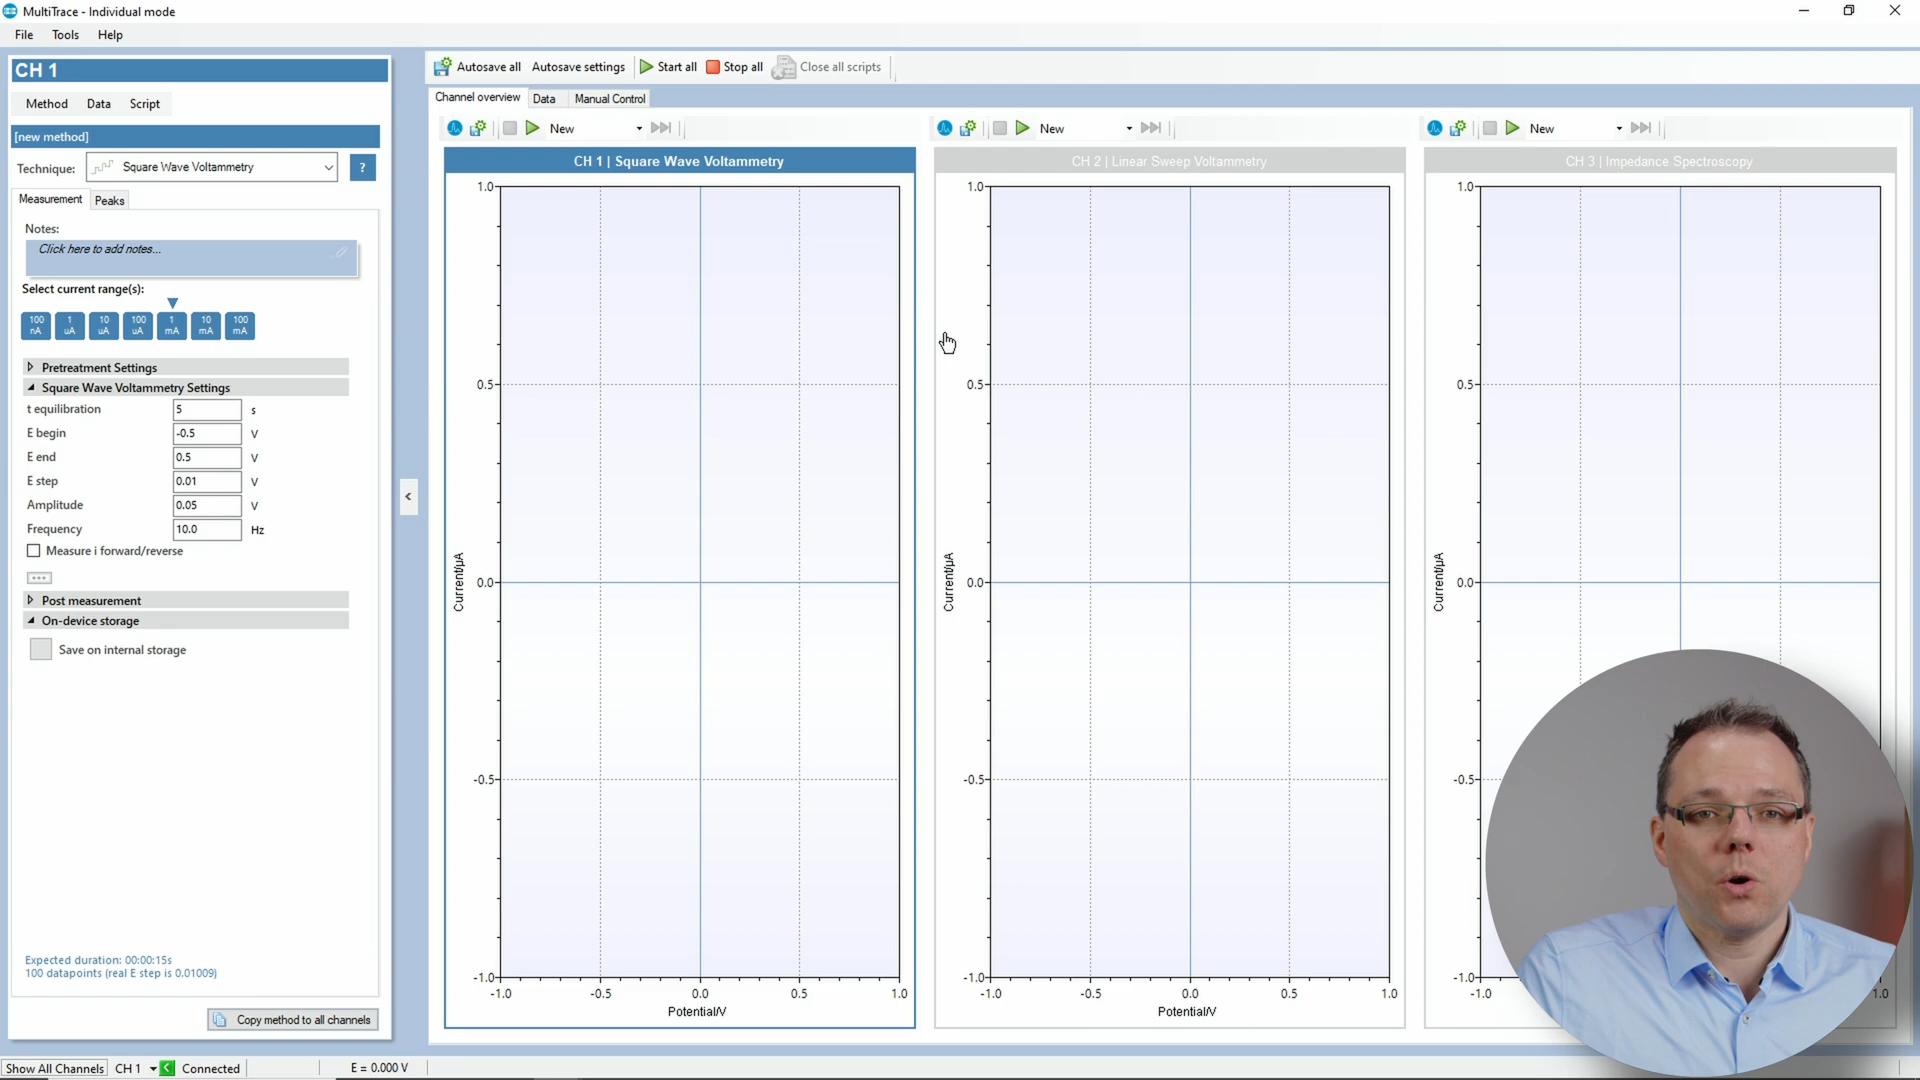 MultiTrace - Individual mode
File Tools Help
CH 1
Method Data Script
[new method]
Technique: Square Wave Voltammetry ?
Measurement Peaks
Notes:
Click here to add notes...
Select current range(s):
100 nA 1 uA 10 uA 100 uA 1 mA 10 mA 100 mA
Pretreatment Settings
Square Wave Voltammetry Settings
t equilibration 5 s
E begin -0.5 V
E end 0.5 V
E step 0.01 V
Amplitude 0.05 V
Frequency 10.0 Hz
Measure i forward/reverse
Post measurement
On-device storage
Save on internal storage
Expected duration: 00:00:15s
100 datapoints (real E step is 0.01009)
Copy method to all channels
Autosave all Autosave settings Start all Stop all Close all scripts
Channel overview Data Manual Control
New
CH 1 | Square Wave Voltammetry
1.0
0.5
0.0
-0.5
-1.0
Current/µA
-1.0 -0.5 0.0 0.5 1.0
Potential/V
New
CH 2 | Linear Sweep Voltammetry
1.0
0.5
0.0
-0.5
-1.0
Current/µA
-1.0 -0.5 0.0 0.5 1.0
Potential/V
New
CH 3 | Impedance Spectroscopy
1.0
0.5
0.0
-0.5
-1.0
Current/µA
-1.0 1.0
Show All Channels CH 1 Connected E = 0.000 V